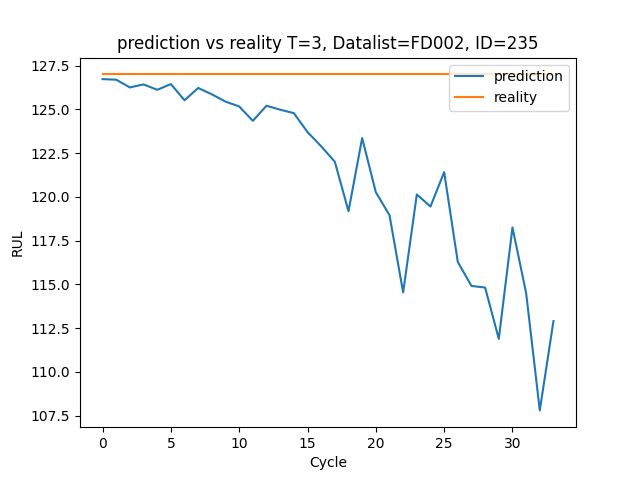 prediction vs reality T=3, Datalist=FD002, ID=235
127.5
125.0
122.5
120.0
117.5
115.0
112.5
110.0
107.5
RUL
prediction
reality
0 5 10 15 20 25 30
Cycle